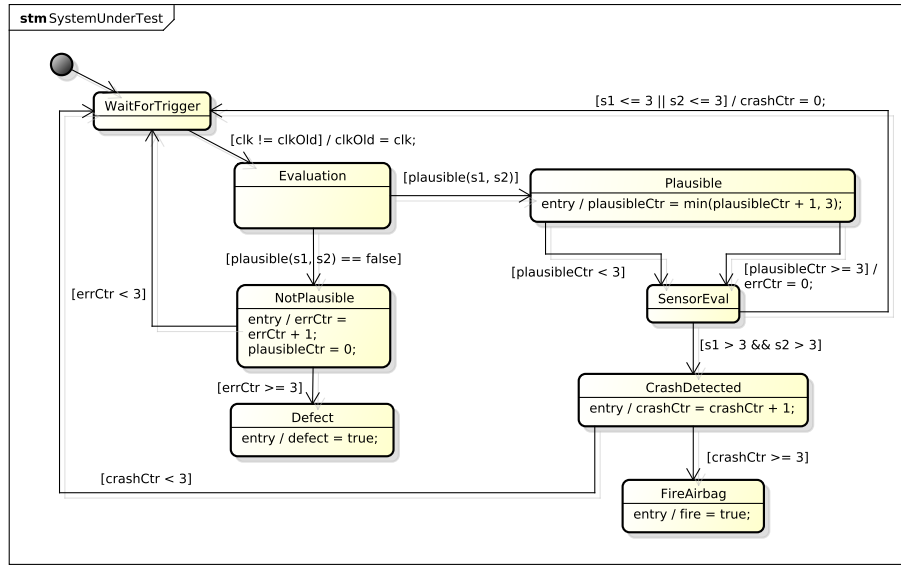 stm SystemUnderTest
WaitForTrigger
[s1 <= 3 || s2 <= 3] / crashCtr = 0;
[clk != clkOld] / clkOld = clk;
Evaluation
[plausible(s1, s2)]
Plausible
entry / plausibleCtr = min(plausibleCtr + 1, 3);
[plausible(s1, s2) == false]
[plausibleCtr < 3]
[plausibleCtr >= 3] /
errCtr = 0;
[errCtr < 3]
NotPlausible
entry / errCtr =
errCtr + 1;
plausibleCtr = 0;
SensorEval
[s1 > 3 && s2 > 3]
[errCtr >= 3]
CrashDetected
entry / crashCtr = crashCtr + 1;
Defect
entry / defect = true;
[crashCtr >= 3]
[crashCtr < 3]
FireAirbag
entry / fire = true;